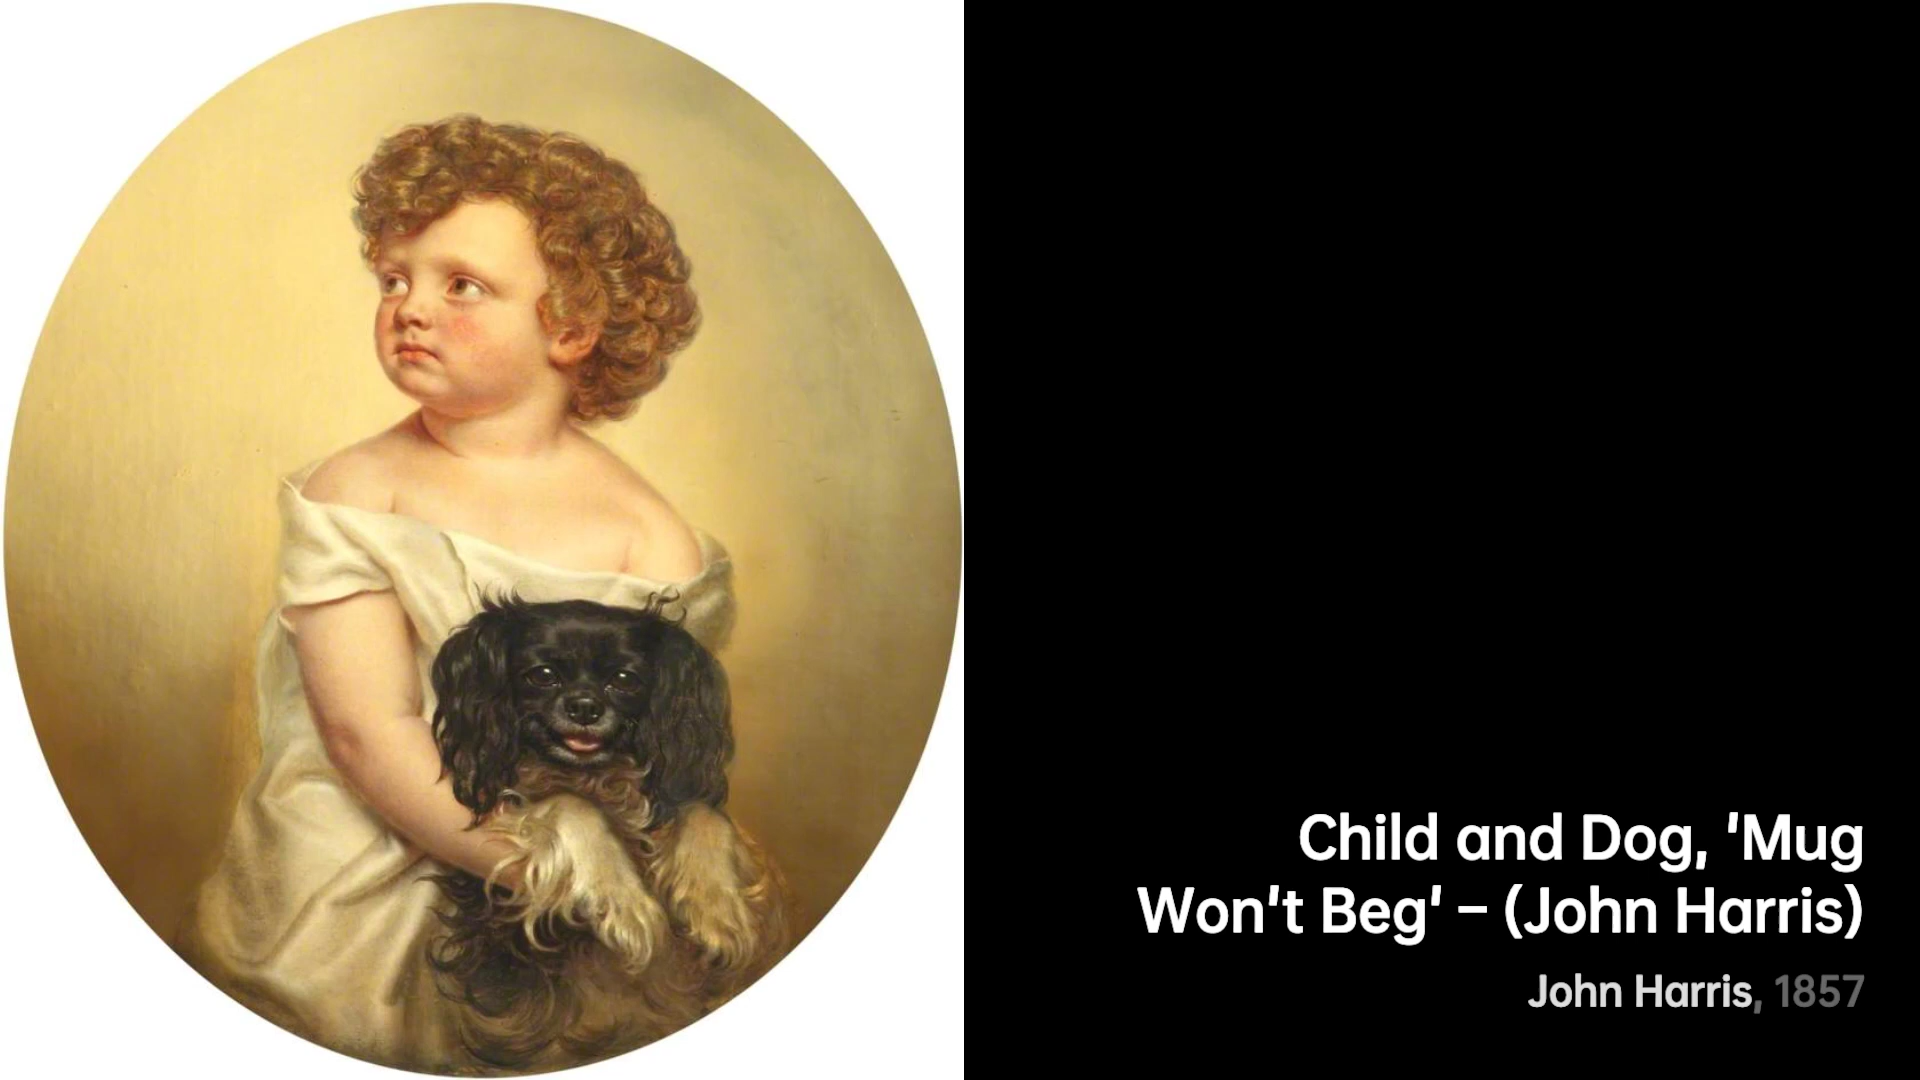 Child and Dog, 'Mug
Won't Beg' – (John Harris)
John Harris, 1857